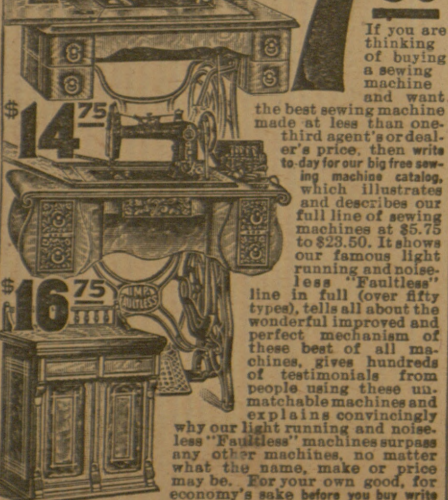 7
If you are
thinking
of buying
a sewing
machine
and want
the best sewing machine
made at less than one-
third agent's or deal-
er's price, then write
to-day for our big free sew-
ing machine catalog,
which illustrates
and describes our
full line of sewing
machines at $5.75
to $23.50. It shows
our famous light
running and noise-
less "Faultless"
line in full (over fifty
types), tells all about the
wonderful improved and
perfect mechanism of
these best of all ma-
chines, gives hundreds
of testimonials from
people using these un-
matchable machines and
explains convincingly
why our light running and noise-
less "Faultless" machines surpass
any other machines, no matter
what the name, make or price
may be. For your own good, for
economy's sake before you buy write
$14 75
$16 75
FAULTLESS